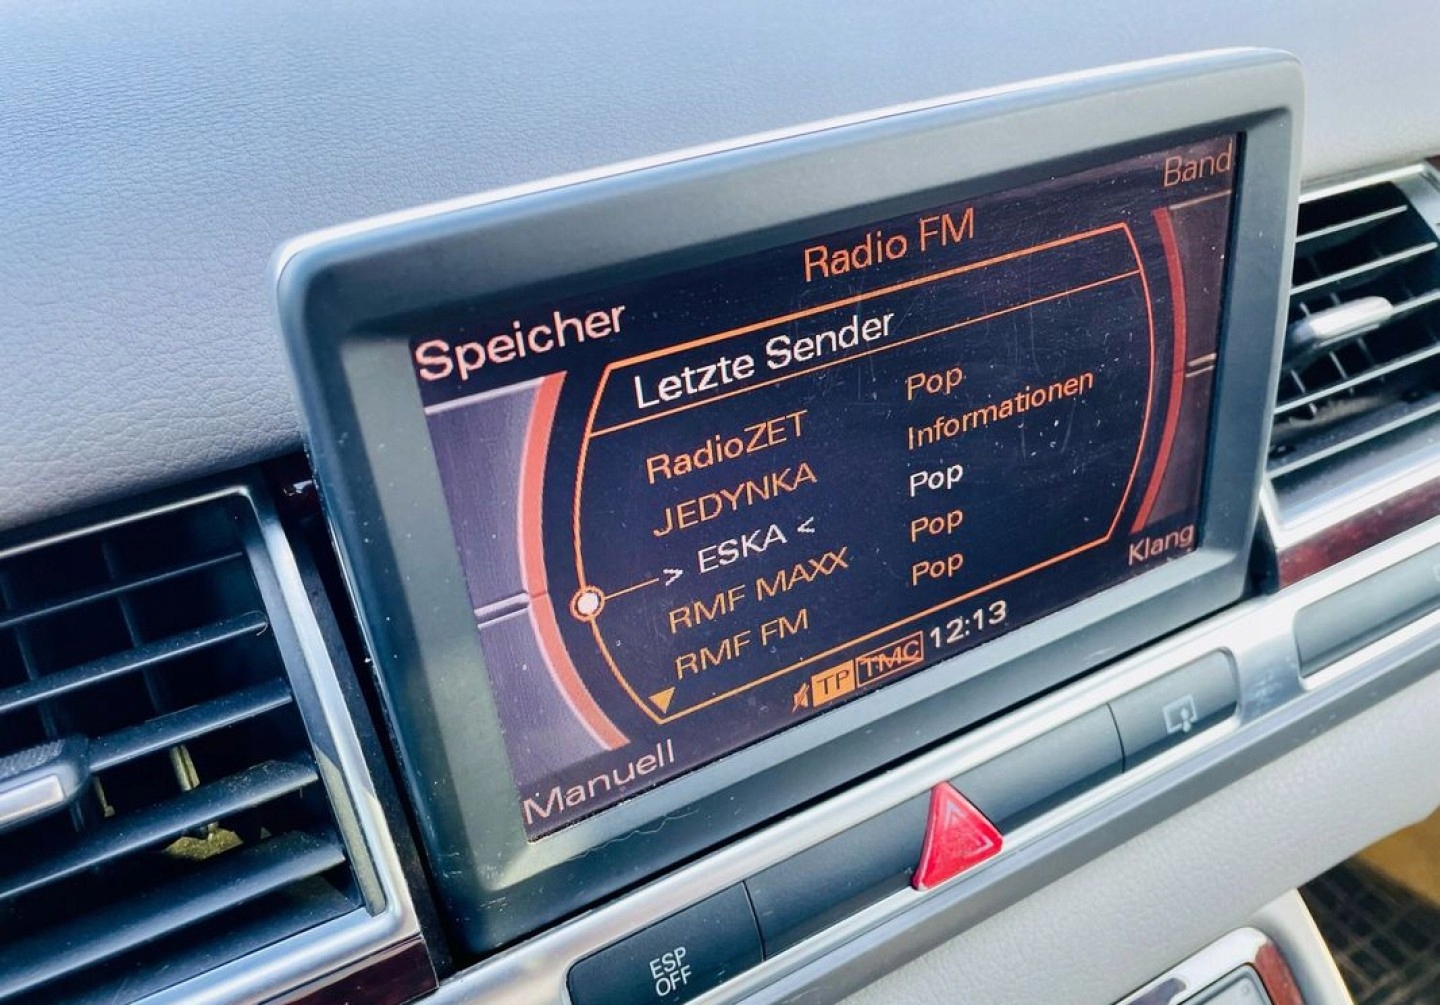 Band
Radio FM
Speicher
Letzte Sender
RadioZET Pop
JEDYNKA Informationen
> ESKA < Pop
RMF MAXX Pop
RMF FM Pop
Klang
TP TMC 12:13
Manuell
ESP
OFF